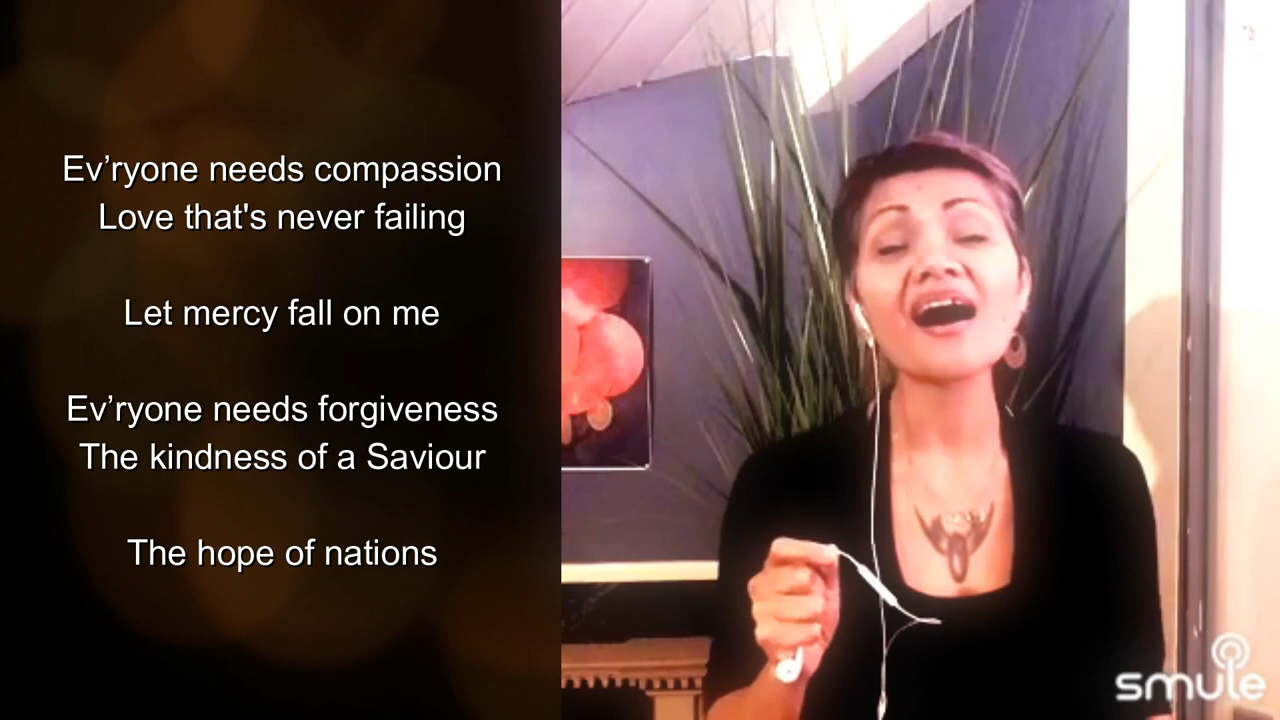 Ev’ryone needs compassion
Love that's never failing
Let mercy fall on me
Ev’ryone needs forgiveness
The kindness of a Saviour
The hope of nations
smule